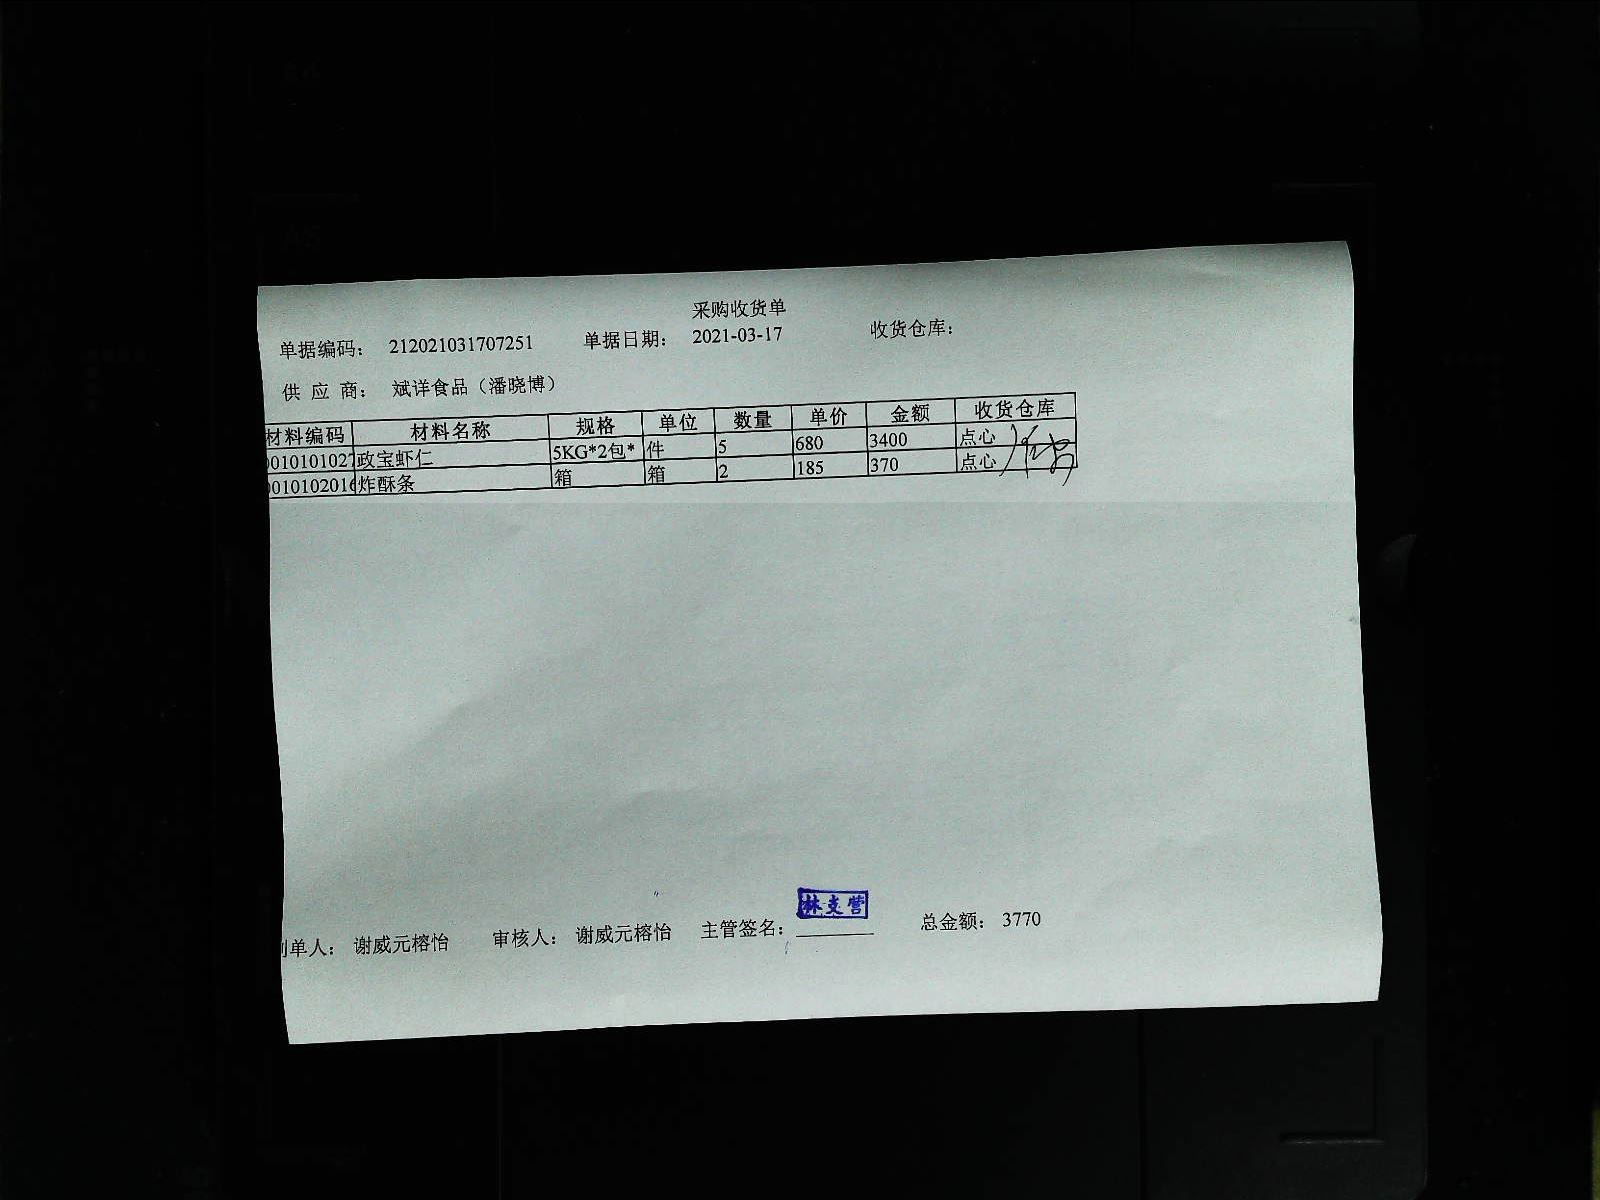 采购收货单
单据编码： 212021031707251 单据日期： 2021-03-17 收货仓库：
供 应 商： 斌详食品（潘晓博）
材料编码 材料名称 规格 单位 数量 单价 金额 收货仓库
0010101027 政宝虾仁 5KG*2包* 件 5 680 3400 点心
0010102016 炸酥条 箱 箱 2 185 370 点心
林支营
制单人： 谢威元榕怡 审核人： 谢威元榕怡 主管签名： 总金额： 3770